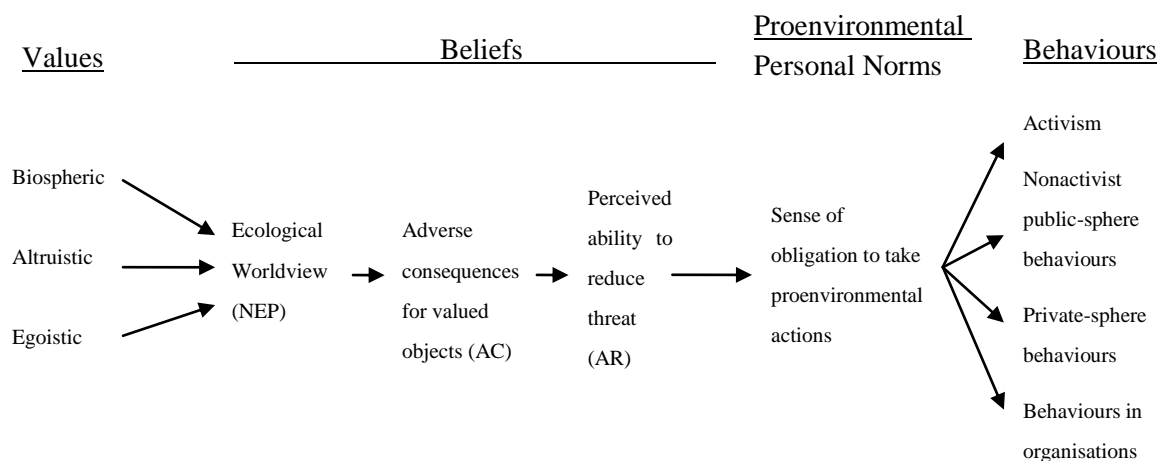 Values
Beliefs
Proenvironmental
Personal Norms
Behaviours
Biospheric
Altruistic
Egoistic
Ecological
Worldview
(NEP)
Adverse
consequences
for valued
objects (AC)
Perceived
ability to
reduce
threat
(AR)
Sense of
obligation to take
proenvironmental
actions
Activism
Nonactivist
public-sphere
behaviours
Private-sphere
behaviours
Behaviours in
organisations